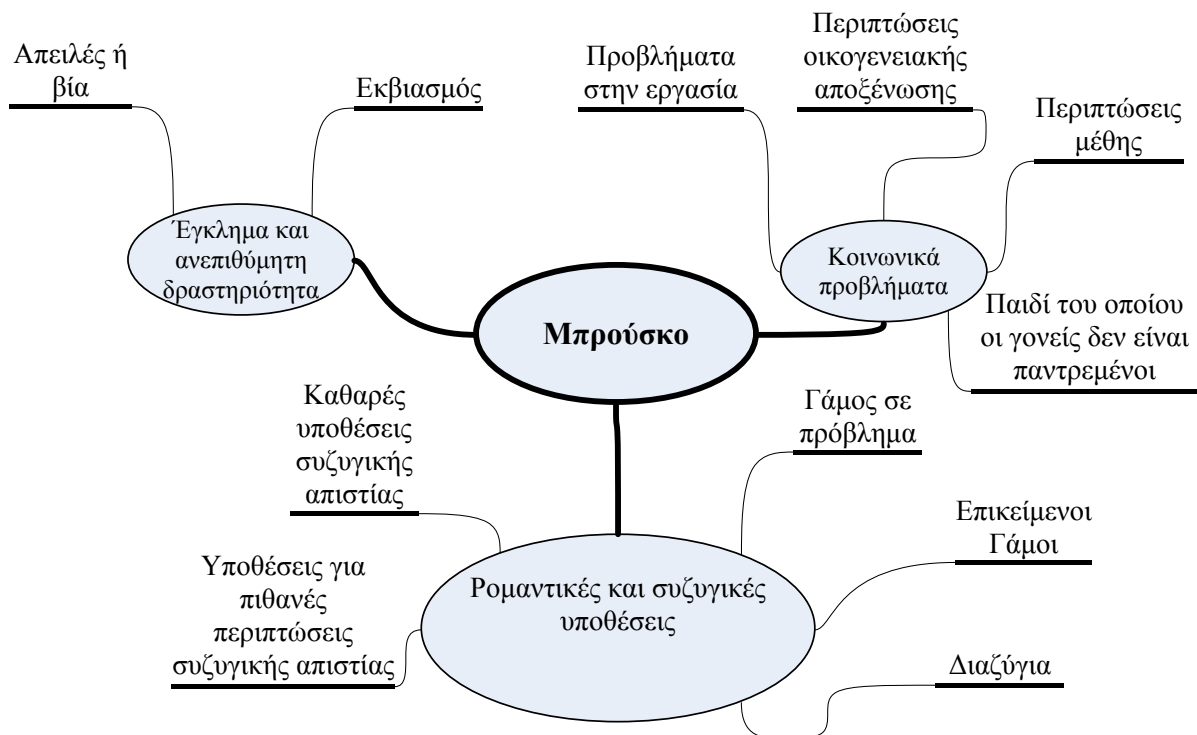 Απειλές ή
βία
Εκβιασμός
Προβλήματα
στην εργασία
Περιπτώσεις
οικογενειακής
αποξένωσης
Περιπτώσεις
μέθης
Έγκλημα και
ανεπιθύμητη
δραστηριότητα
Κοινωνικά
προβλήματα
Μπρούσκο
Παιδί του οποίου
οι γονείς δεν είναι
παντρεμένοι
Καθαρές
υποθέσεις
συζυγικής
απιστίας
Γάμος σε
πρόβλημα
Υποθέσεις για
πιθανές
περιπτώσεις
συζυγικής απιστίας
Ρομαντικές και συζυγικές
υποθέσεις
Επικείμενοι
Γάμοι
Διαζύγια